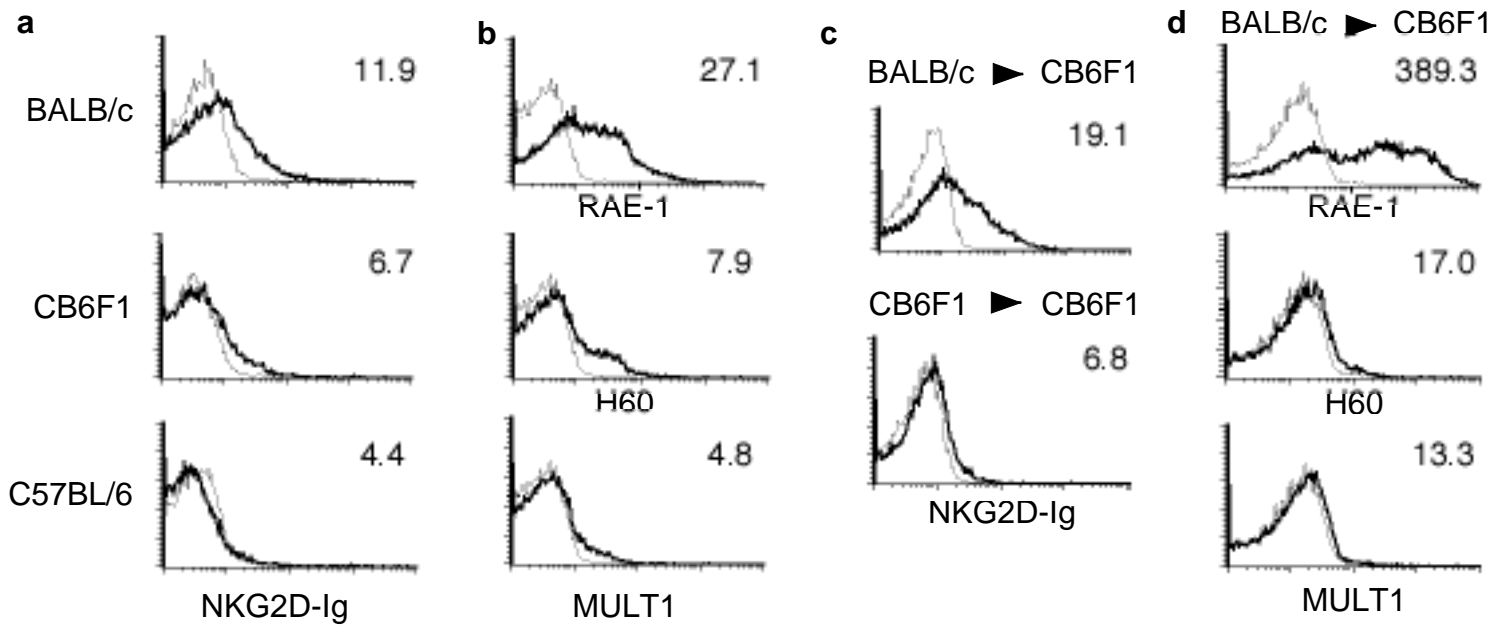 a
BALB/c
11.9
CB6F1
6.7
C57BL/6
4.4
NKG2D-Ig
b
27.1
RAE-1
7.9
H60
4.8
MULT1
c
BALB/c ► CB6F1
19.1
CB6F1 ► CB6F1
6.8
NKG2D-Ig
d
BALB/c ► CB6F1
389.3
RAE-1
17.0
H60
13.3
MULT1